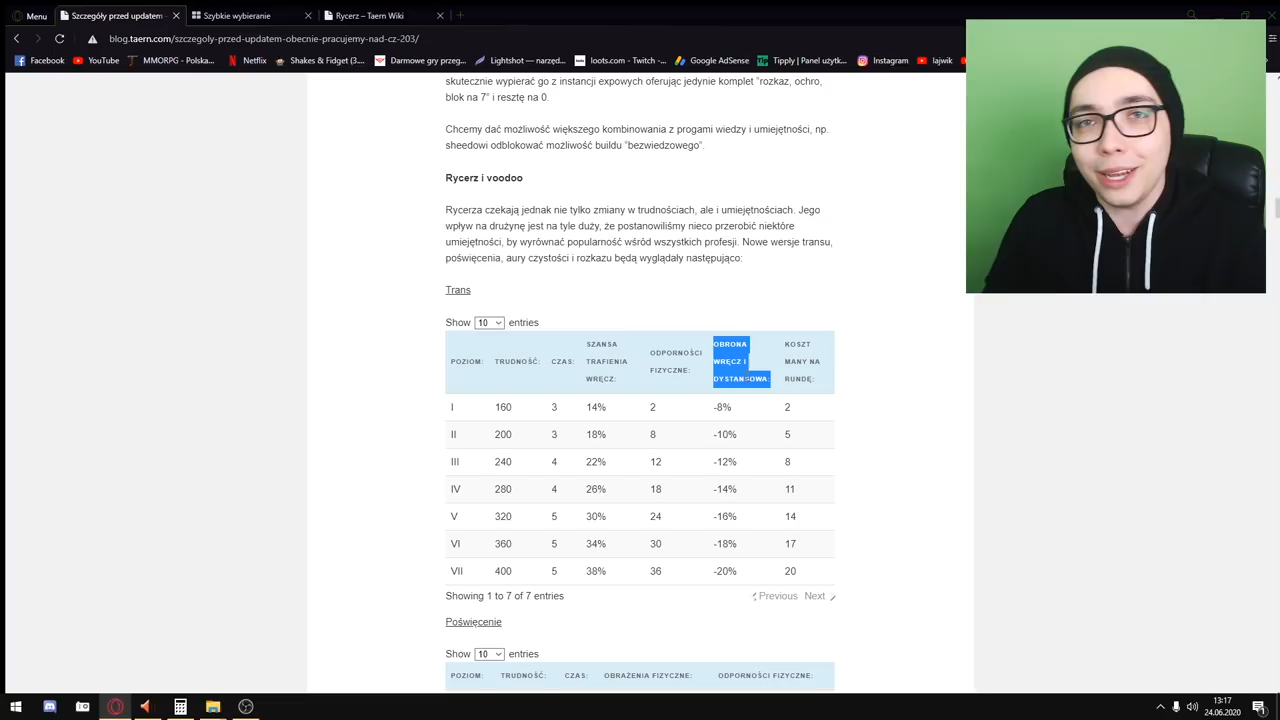 Menu
Szczegóły przed updatem
Szybkie wybieranie
Rycerz – Taern Wiki
blog.taern.com/szczegoly-przed-updatem-obecnie-pracujemy-nad-cz-203/
Facebook
YouTube
MMORPG - Polska...
Netflix
Shakes & Fidget (3...
Darmowe gry przeg...
Lightshot — narzęd...
loots.com - Twitch -...
Google AdSense
Tipply | Panel użytk...
Instagram
lajwik
skutecznie wypierać go z instancji expowych oferując jedynie komplet "rozkaz, ochro,
blok na 7" i resztę na 0.
Chcemy dać możliwość większego kombinowania z progami wiedzy i umiejętności, np.
sheedowi odblokować możliwość buildu "bezwiedzowego".
Rycerz i voodoo
Rycerza czekają jednak nie tylko zmiany w trudnościach, ale i umiejętnościach. Jego
wpływ na drużynę jest na tyle duży, że postanowiliśmy nieco przerobić niektóre
umiejętności, by wyrównać popularność wśród wszystkich profesji. Nowe wersje transu,
poświęcenia, aury czystości i rozkazu będą wyglądały następująco:
Trans
Show 10 entries
POZIOM: TRUDNOŚĆ: CZAS: SZANSA TRAFIENIA WRĘCZ: ODPORNOŚCI FIZYCZNE: OBRONA WRĘCZ I DYSTANSOWA: KOSZT MANY NA RUNDĘ:
I 160 3 14% 2 -8% 2
II 200 3 18% 8 -10% 5
III 240 4 22% 12 -12% 8
IV 280 4 26% 18 -14% 11
V 320 5 30% 24 -16% 14
VI 360 5 34% 30 -18% 17
VII 400 5 38% 36 -20% 20
Showing 1 to 7 of 7 entries
Previous Next
Poświęcenie
Show 10 entries
POZIOM: TRUDNOŚĆ: CZAS: OBRAŻENIA FIZYCZNE: ODPORNOŚCI FIZYCZNE:
13:17
24.06.2020